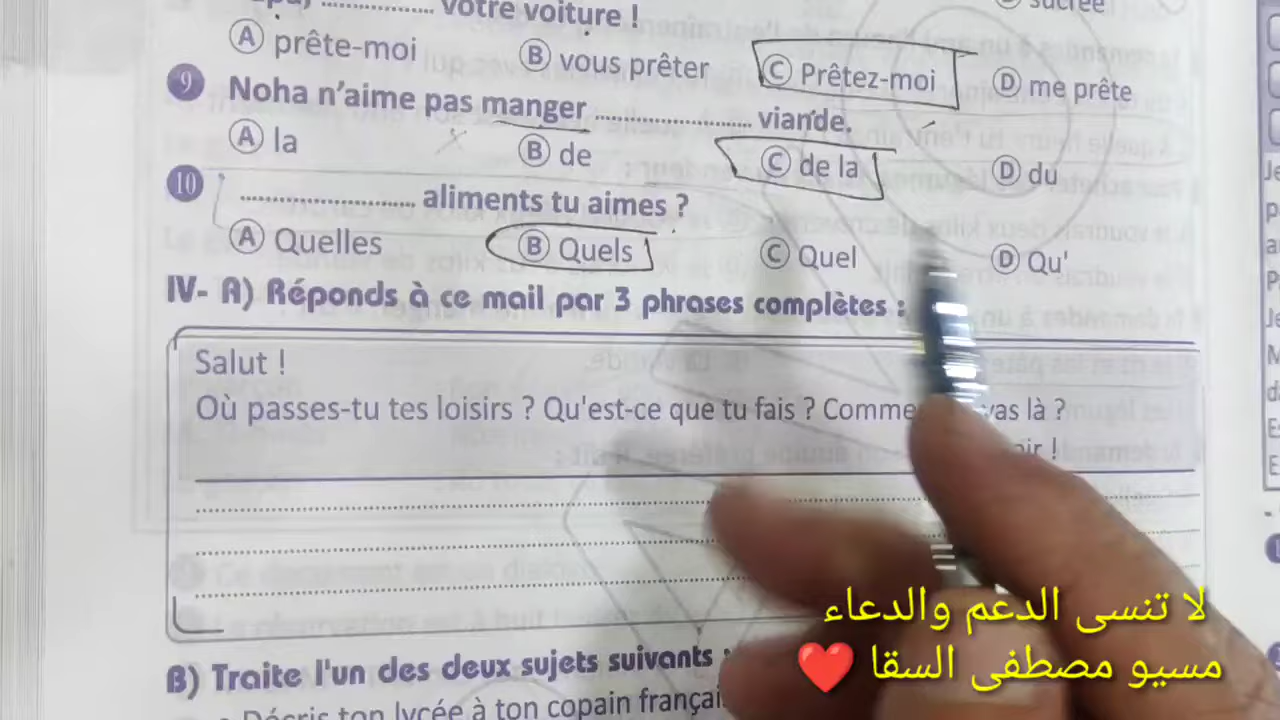 votre voiture !
sucrée
A prête-moi B vous prêter C Prêtez-moi D me prête
9 Noha n'aime pas manger .................... viande.
A la B de C de la D du
10 .................... aliments tu aimes ?
A Quelles B Quels C Quel D Qu'
IV- A) Réponds à ce mail par 3 phrases complètes :
Salut !
Où passes-tu tes loisirs ? Qu'est-ce que tu fais ? Comme vas là ?
ir !
B) Traite l'un des deux sujets suivants :
Décris ton lycée à ton copain françai
لا تنسى الدعم والدعاء
مسيو مصطفى السقا ❤️